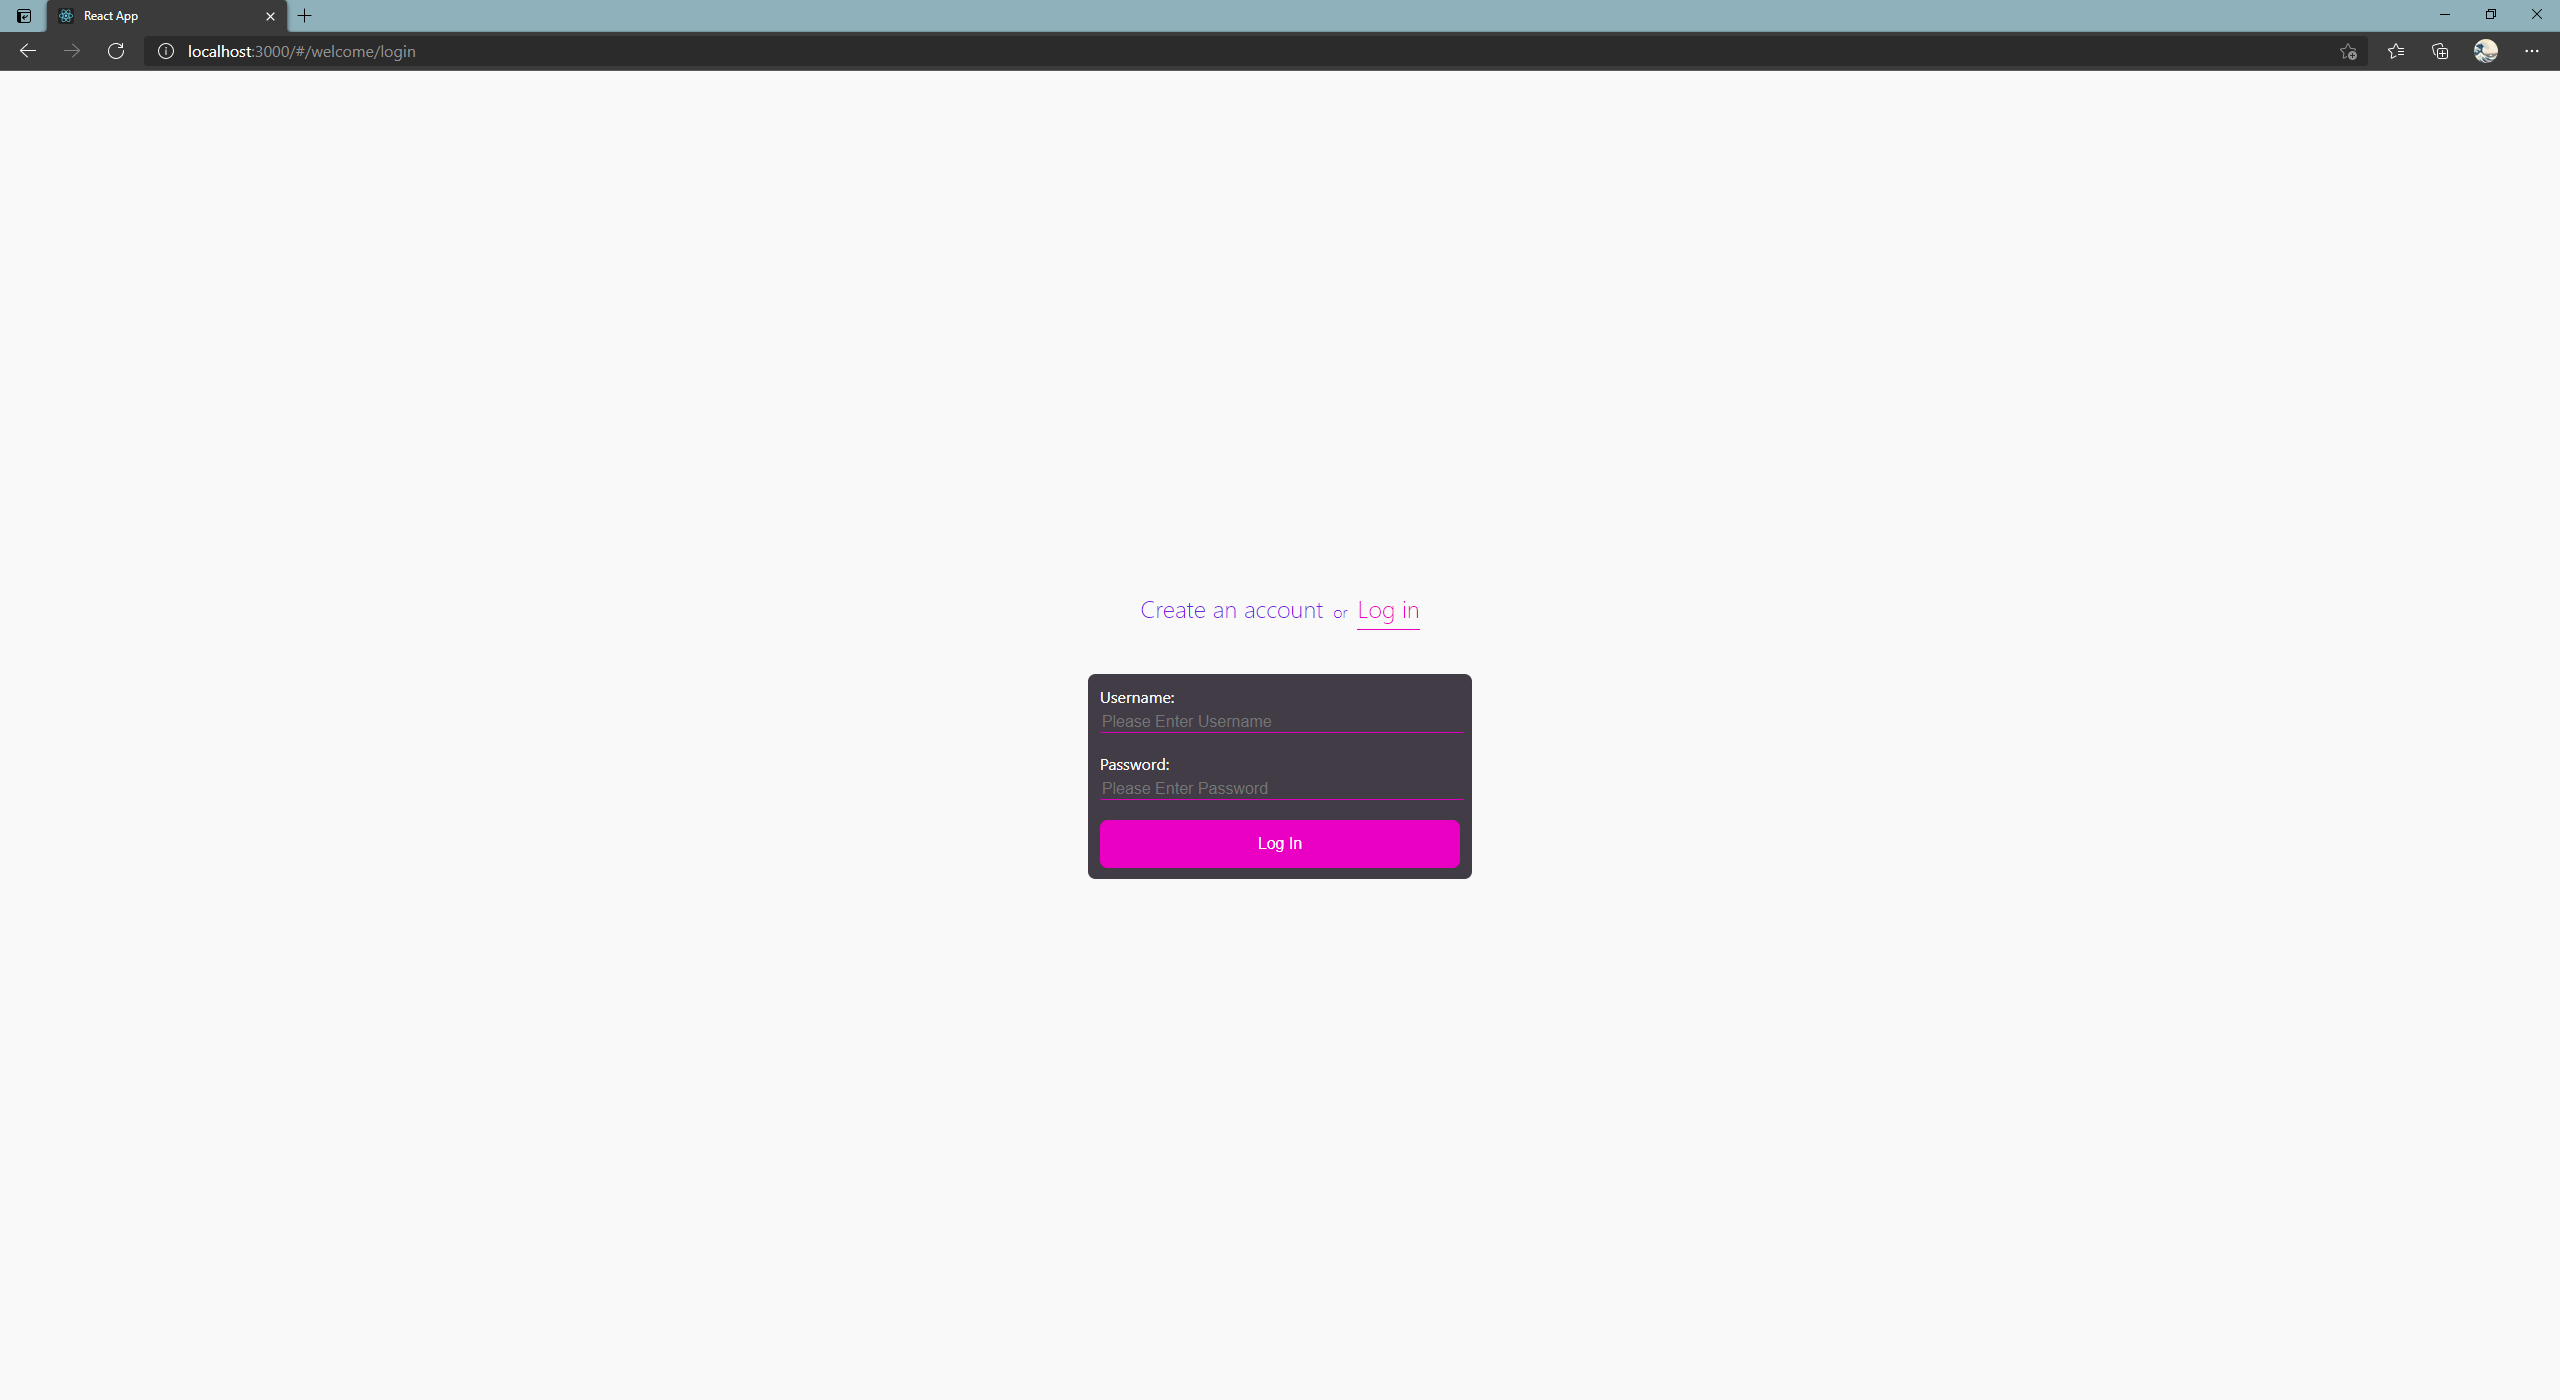 React App
localhost:3000/#/welcome/login
Create an account or Log in
Username:
Please Enter Username
Password:
Please Enter Password
Log In